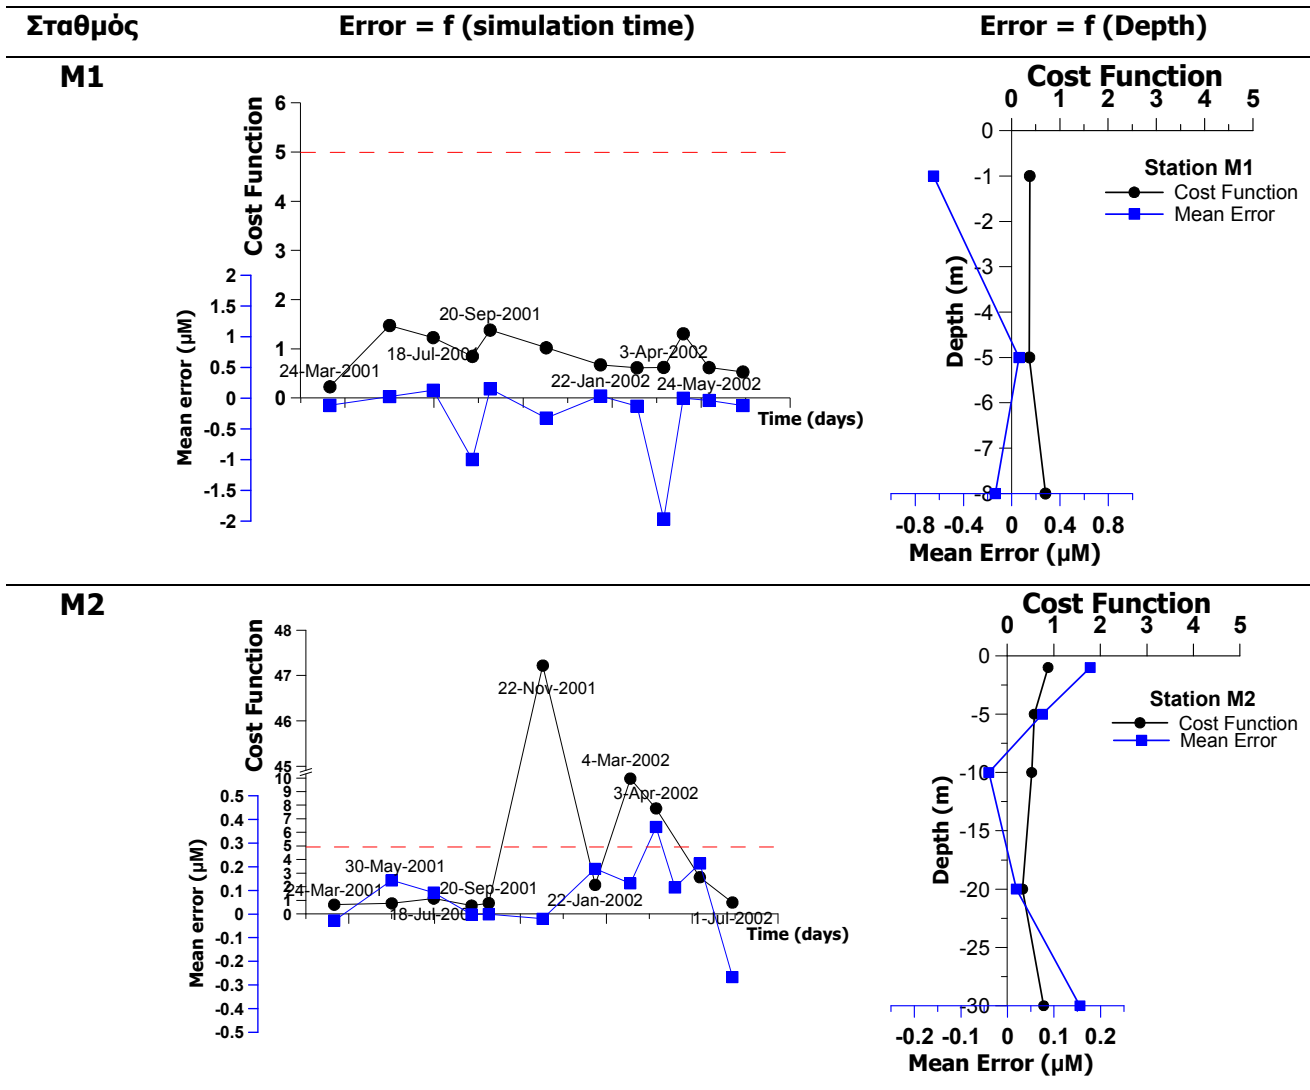 Σταθμός Error = f (simulation time) Error = f (Depth)
M1
Cost Function
6
5
4
3
2
1
0
Mean error (µM)
2
1.5
1
0.5
0
-0.5
-1
-1.5
-2
24-Mar-2001
18-Jul-2001
20-Sep-2001
22-Jan-2002
3-Apr-2002
24-May-2002
Time (days)
Cost Function
0 1 2 3 4 5
Depth (m)
0
-1
-2
-3
-4
-5
-6
-7
-8
Station M1
Cost Function
Mean Error
-0.8 -0.4 0 0.4 0.8
Mean Error (µM)
M2
Cost Function
48
47
46
45
10
9
8
7
6
5
4
3
2
1
0
Mean error (µM)
0.5
0.4
0.3
0.2
0.1
0
-0.1
-0.2
-0.3
-0.4
-0.5
24-Mar-2001
30-May-2001
18-Jul-2001
20-Sep-2001
22-Nov-2001
22-Jan-2002
4-Mar-2002
3-Apr-2002
1-Jul-2002
Time (days)
Cost Function
0 1 2 3 4 5
Depth (m)
0
-5
-10
-15
-20
-25
-30
Station M2
Cost Function
Mean Error
-0.2 -0.1 0 0.1 0.2
Mean Error (µM)